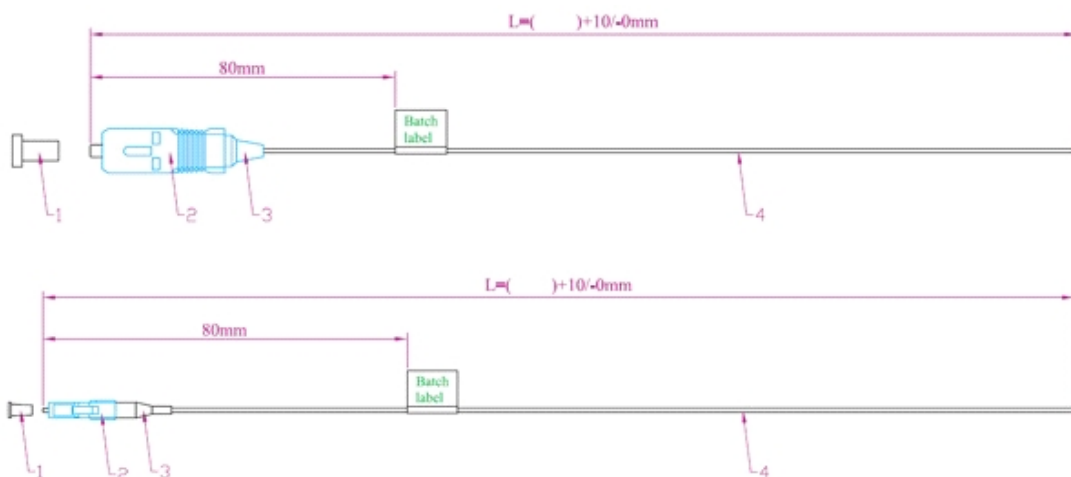 L=(      )+10/-0mm
80mm
Batch
label
1
2
3
4
L=(      )+10/-0mm
80mm
Batch
label
1
2
3
4